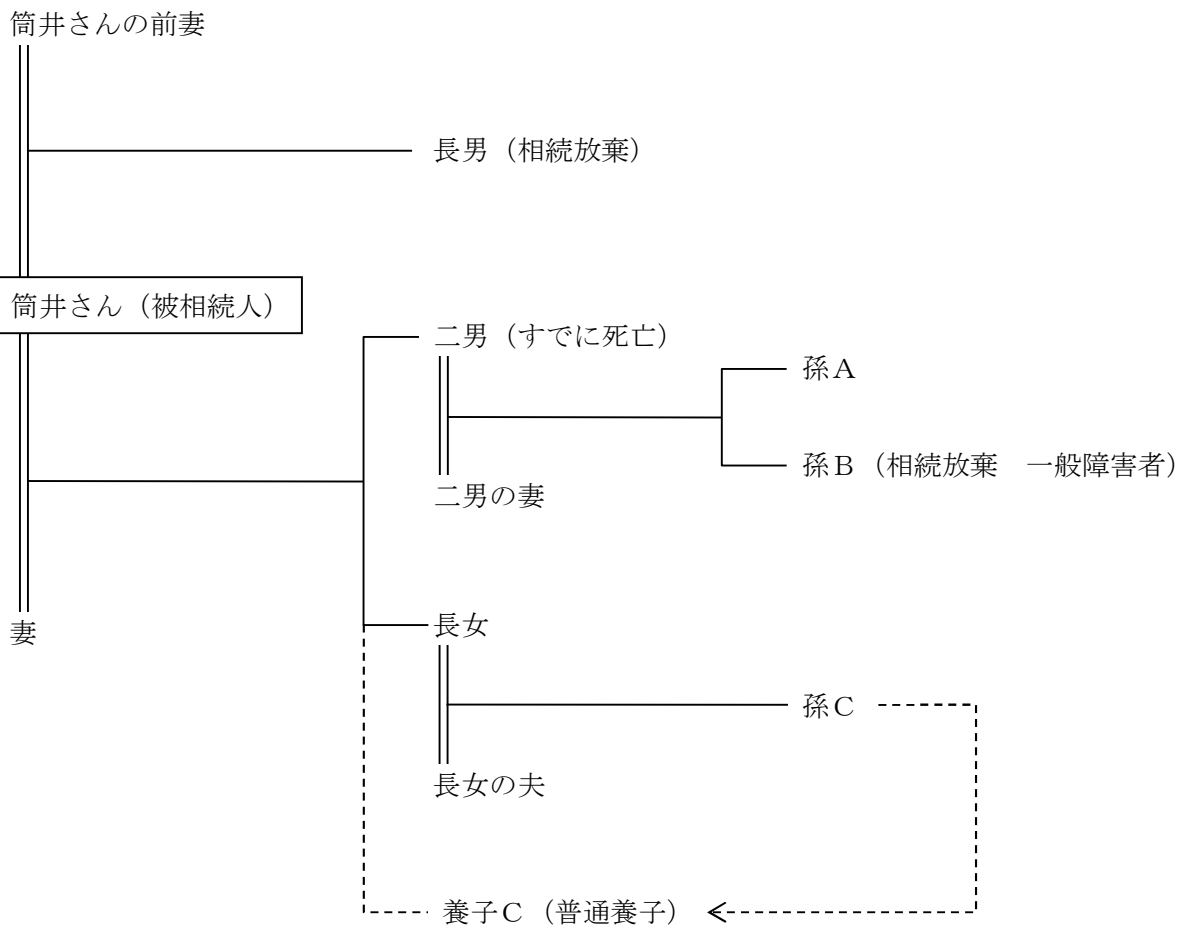 筒井さんの前妻
長男（相続放棄）
筒井さん（被相続人）
二男（すでに死亡）
孫A
孫B（相続放棄　一般障害者）
二男の妻
長女
妻
孫C
長女の夫
養子C（普通養子）